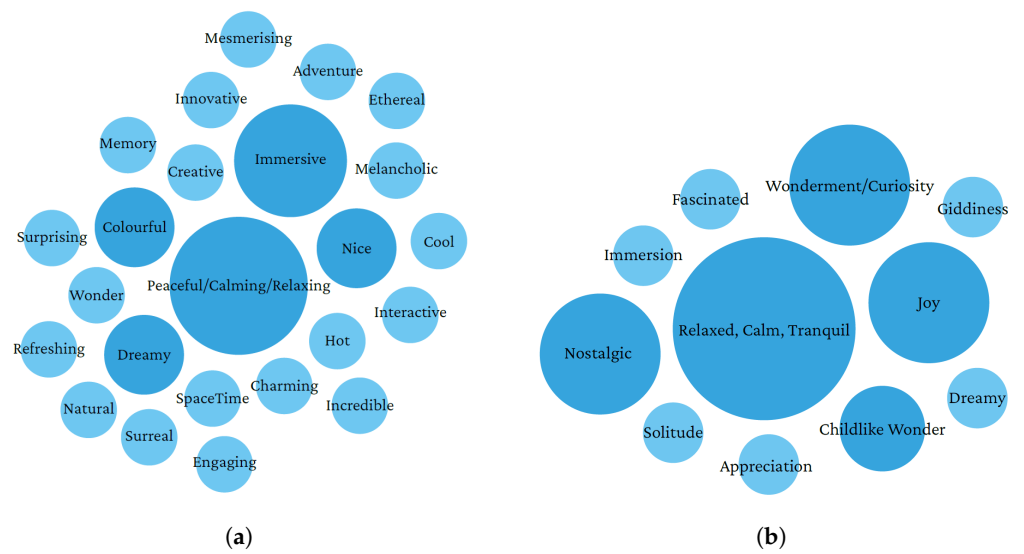 Mesmerising
Adventure
Innovative
Ethereal
Memory
Immersive
Creative
Melancholic
Colourful
Surprising
Nice
Cool
Peaceful/Calming/Relaxing
Wonder
Interactive
Hot
Refreshing
Dreamy
Charming
SpaceTime
Incredible
Natural
Surreal
Engaging
(a)
Wonderment/Curiosity
Fascinated
Giddiness
Immersion
Joy
Relaxed, Calm, Tranquil
Nostalgic
Dreamy
Childlike Wonder
Solitude
Appreciation
(b)